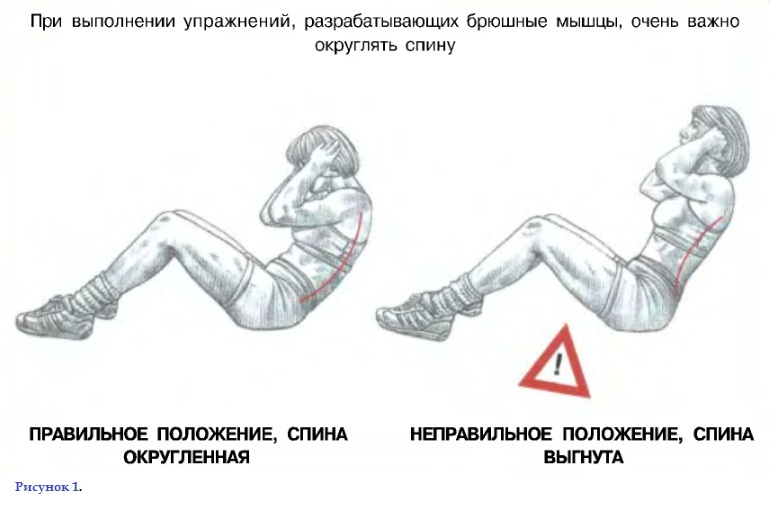 При выполнении упражнений, разрабатывающих брюшные мышцы, очень важно
округлять спину
!
ПРАВИЛЬНОЕ ПОЛОЖЕНИЕ, СПИНА
ОКРУГЛЕННАЯ
НЕПРАВИЛЬНОЕ ПОЛОЖЕНИЕ, СПИНА
ВЫГНУТА
Рисунок 1.